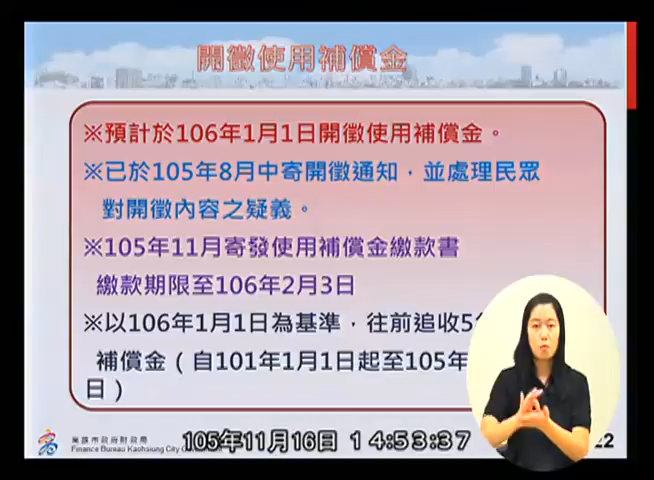 開徵使用補償金
※預計於106年1月1日開徵使用補償金。
※已於105年8月中寄開徵通知，並處理民眾
對開徵內容之疑義。
※105年11月寄發使用補償金繳款書
繳款期限至106年2月3日
※以106年1月1日為基準，往前追收5
補償金（自101年1月1日起至105年
日）
高雄市政府財政局
Finance Bureau Kaohsiung City
105年11月16日 14:53:37
22